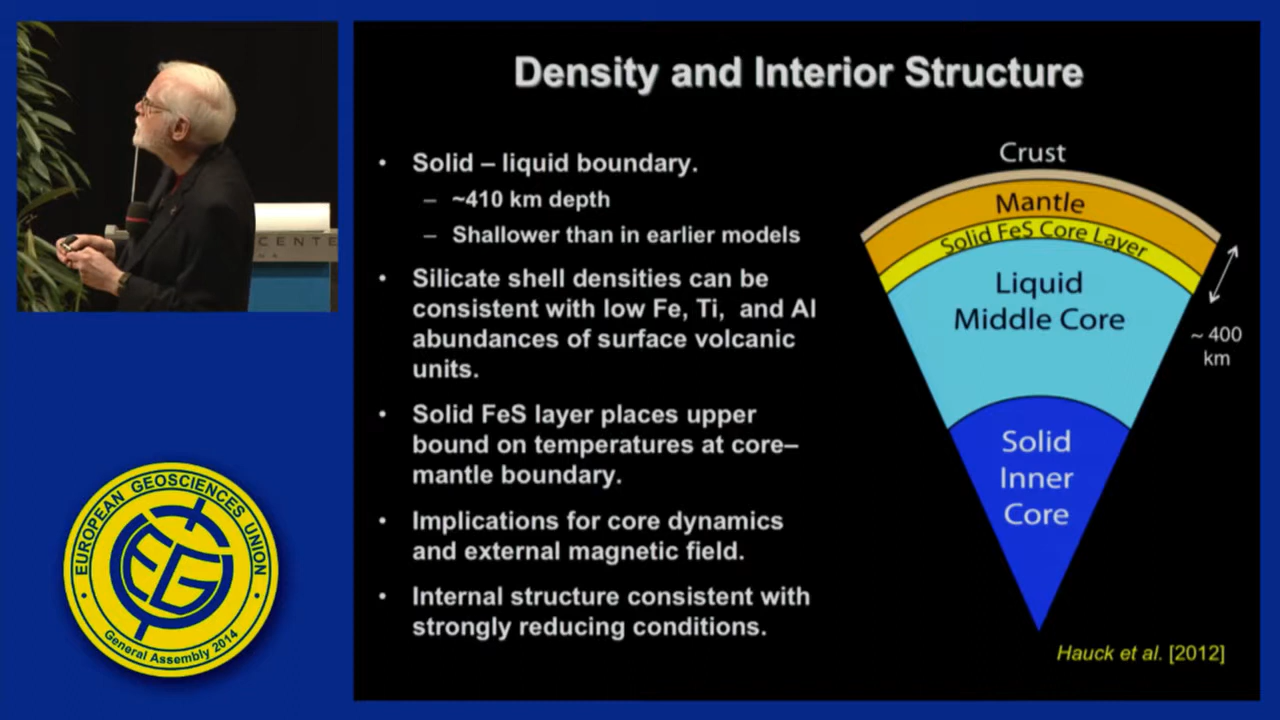 Density and Interior Structure
• Solid – liquid boundary.
– ~410 km depth
– Shallower than in earlier models
• Silicate shell densities can be
consistent with low Fe, Ti, and Al
abundances of surface volcanic
units.
• Solid FeS layer places upper
bound on temperatures at core–
mantle boundary.
• Implications for core dynamics
and external magnetic field.
• Internal structure consistent with
strongly reducing conditions.
Crust
Mantle
Solid FeS Core Layer
Liquid
Middle Core
~ 400
km
Solid
Inner
Core
Hauck et al. [2012]
CENTE
N A
EUROPEAN GEOSCIENCES UNION
EGU
General Assembly 2014